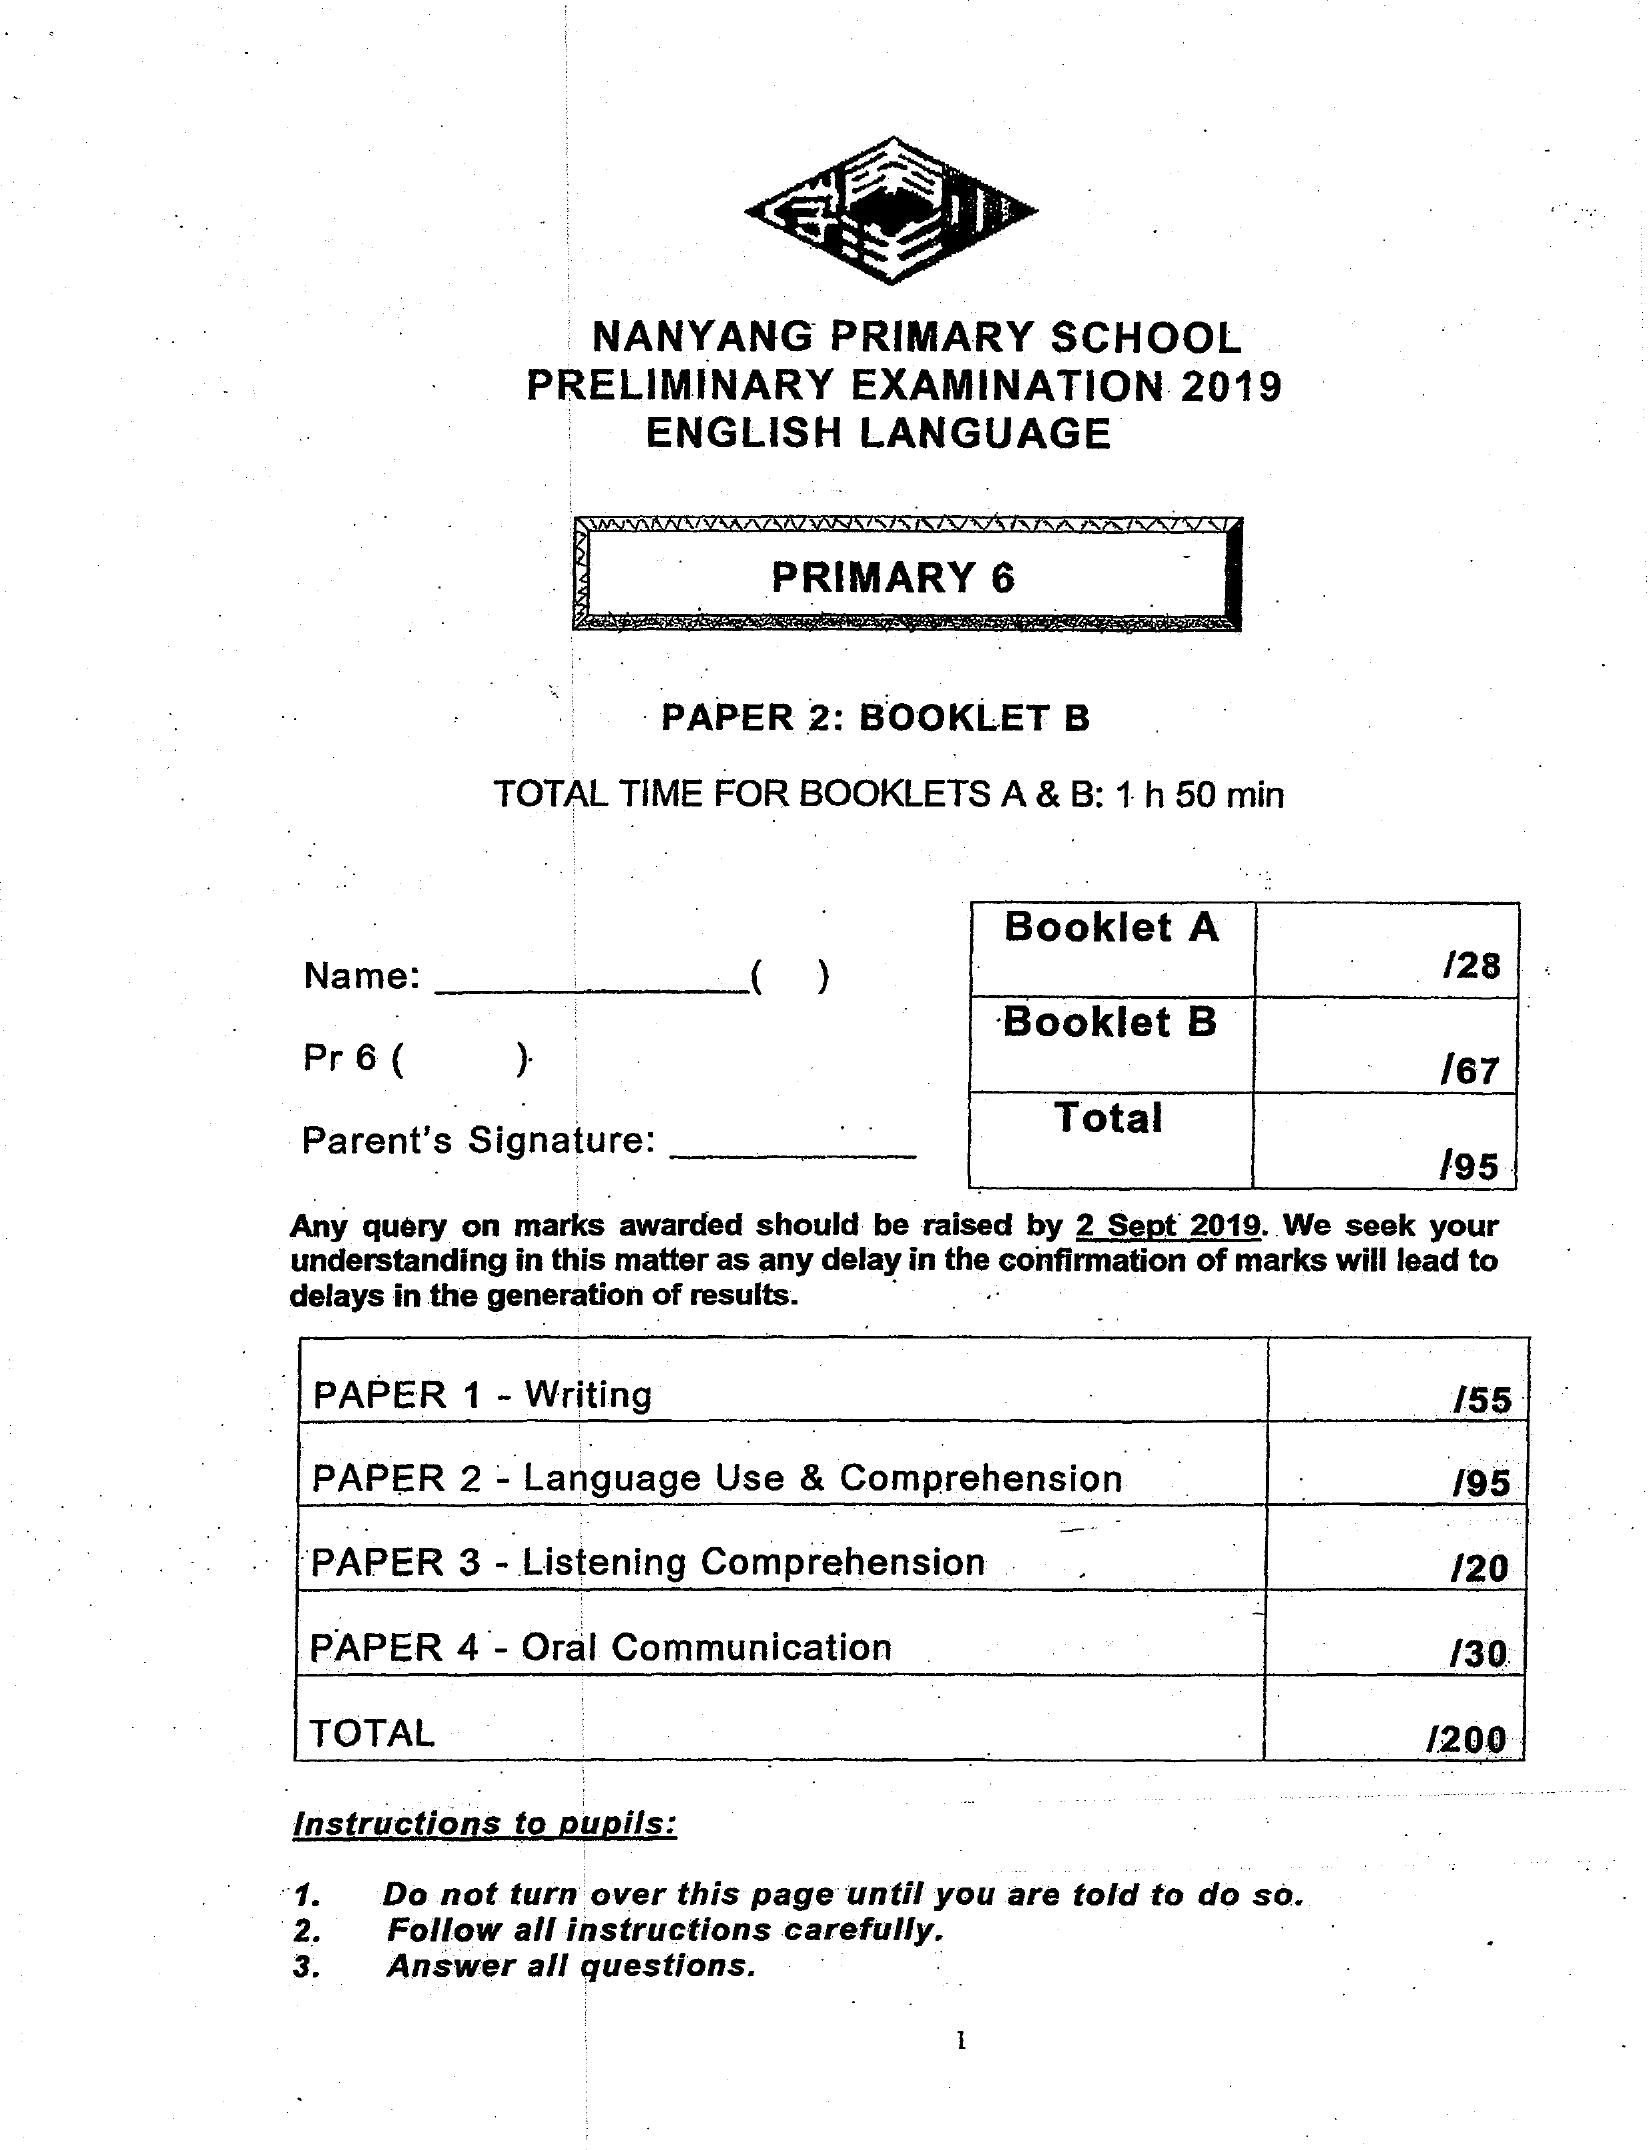 NANYANG PRIMARY SCHOOL
PRELIMINARY EXAMINATION 2019
ENGLISH LANGUAGE
PRIMARY 6
PAPER 2: BOOKLET B
TOTAL TIME FOR BOOKLETS A & B: 1 h 50 min
Booklet A /28
Name: ____________( )
Booklet B /67
Pr 6 ( )
Total /95
Parent's Signature: ____________
Any query on marks awarded should be raised by 2 Sept 2019. We seek your
understanding in this matter as any delay in the confirmation of marks will lead to
delays in the generation of results.
PAPER 1 - Writing /55
PAPER 2 - Language Use & Comprehension /95
PAPER 3 - Listening Comprehension /20
PAPER 4 - Oral Communication /30
TOTAL /200
Instructions to pupils:
1. Do not turn over this page until you are told to do so.
2. Follow all instructions carefully.
3. Answer all questions.
1